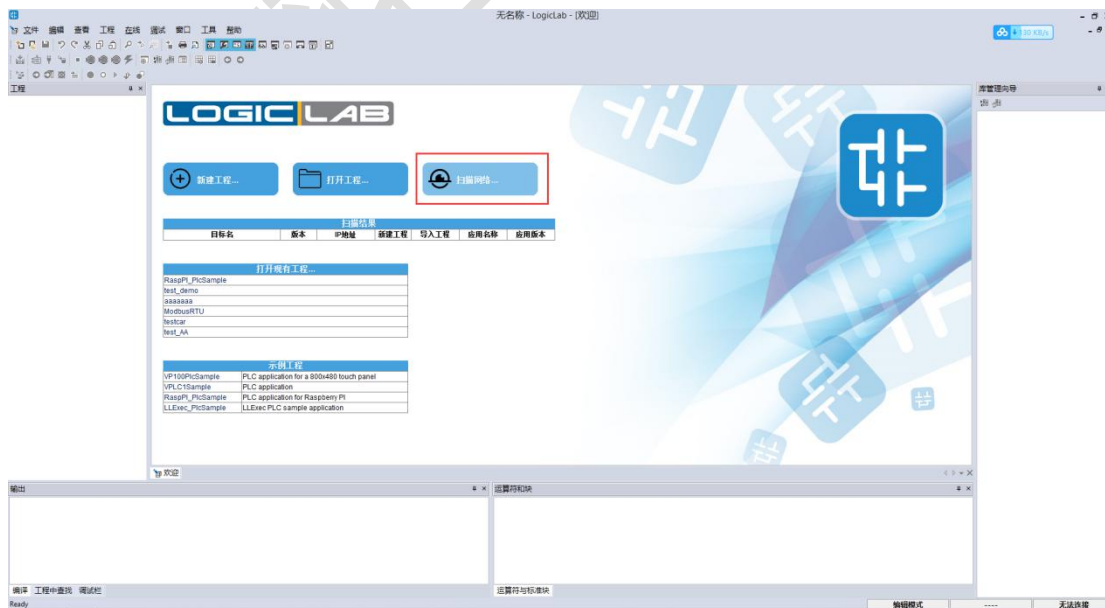 无名称 - LogicLab - [欢迎]
文件 编辑 查看 工程 在线 调试 窗口 工具 帮助
30 KB/s
工程
库管理向导
LOGIC LAB
新建工程...
打开工程...
扫描网络...
扫描结果
目标名 版本 IP地址 新建工程 导入工程 应用名称 应用版本
打开现有工程...
RaspPI_PlcSample
test_demo
aaaaaaa
ModbusRTU
testcar
test_AA
示例工程
VP100PlcSample PLC application for a 800x480 touch panel
VPLC1Sample PLC application
RaspPI_PlcSample PLC application for Raspberry PI
LLExec_PlcSample LLExec PLC sample application
欢迎
输出
运算符和块
编译 工程中查找 调试栏
运算符与标准块
Ready
编辑模式 ---- 无法连接